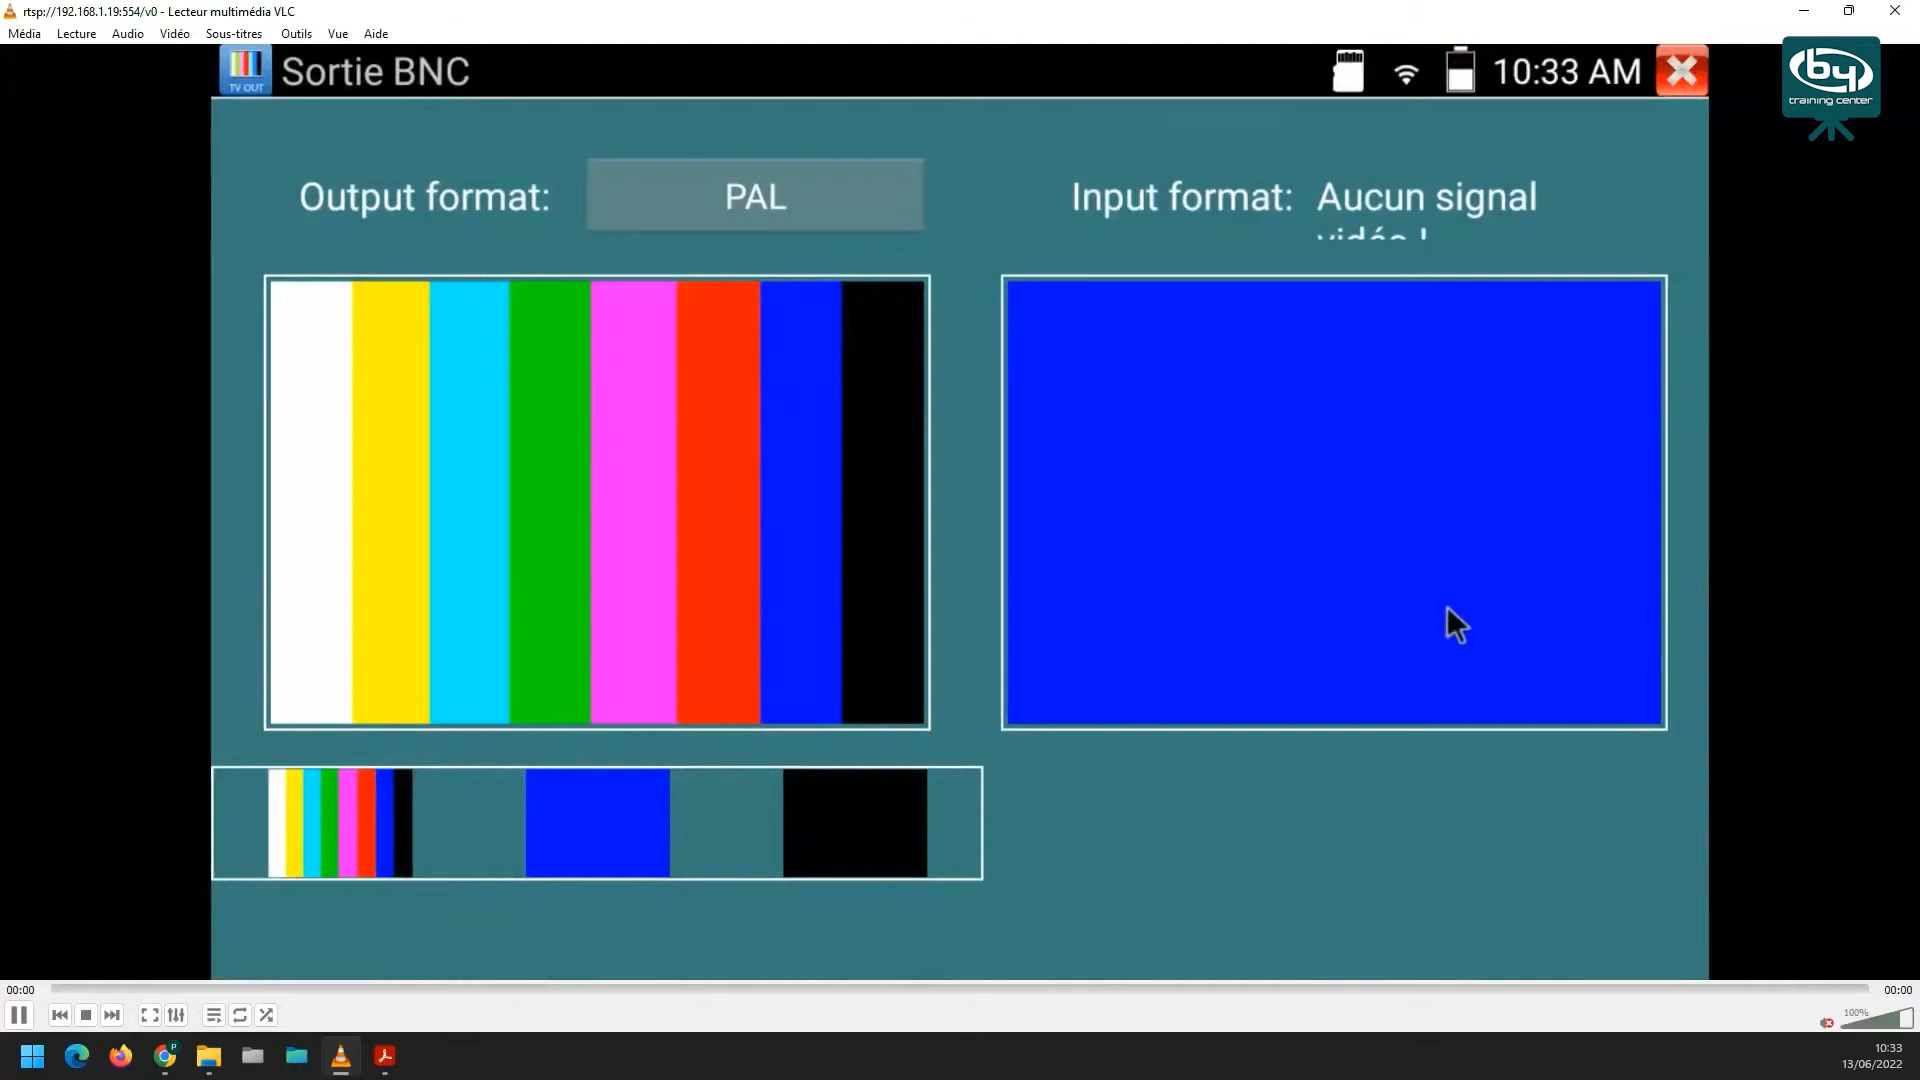 rtsp://192.168.1.19:554/v0 - Lecteur multimédia VLC
Média Lecture Audio Vidéo Sous-titres Outils Vue Aide
TV OUT
Sortie BNC
10:33 AM
by
training center
Output format:
PAL
Input format:
Aucun signal
vidéo !
00:00
00:00
100%
P
10:33
13/06/2022